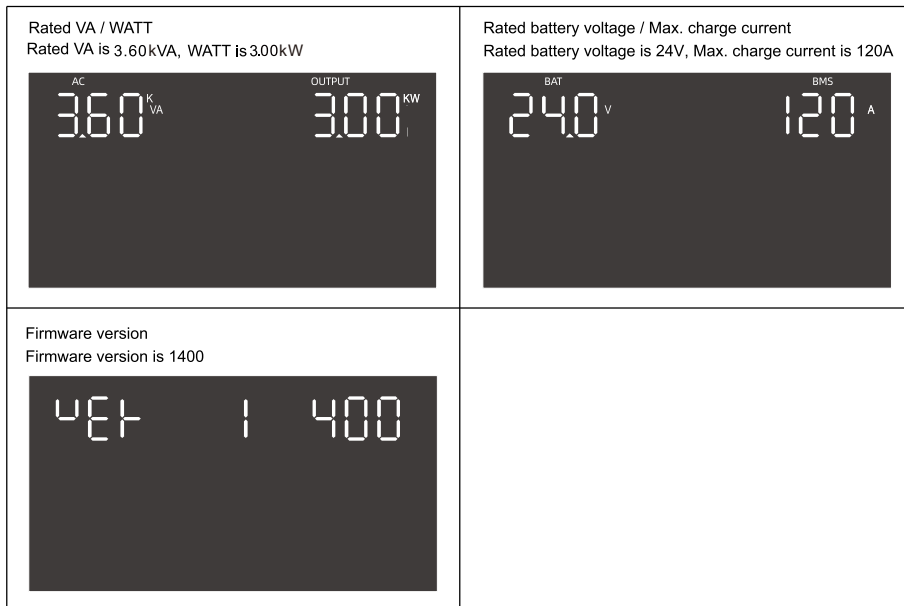 Rated VA / WATT
Rated VA is 3.60kVA, WATT is 3.00kW
AC OUTPUT
3.60 K VA 3.00 KW
Rated battery voltage / Max. charge current
Rated battery voltage is 24V, Max. charge current is 120A
BAT BMS
24.0 V 120 A
Firmware version
Firmware version is 1400
VEr 1 400